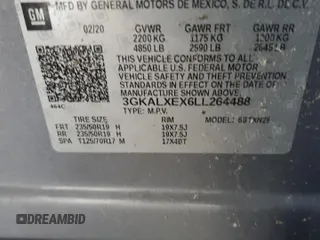 GM
MFD BY GENERAL MOTORS DE MEXICO, S. DE R.L. DE C.V.
02/20 GVWR GAWR FRT GAWR RR
2200 KG 1175 KG 1200 KG
4850 LB 2590 LB 2645 LB
THIS VEHICLE CONFORMS TO ALL
APPLICABLE U.S. FEDERAL MOTOR
VEHICLE SAFETY
STANDARDS IN EFFECT ON THE DATE OF
MANUFACTURE SHOWN ABOVE.
3GKALXEX6LL264488
TYPE: M.P.V. MODEL:
TIRE SIZE RIM
FRT 235/50R19 H 19X7.5J
RR 235/50R19 H 19X7.5J
SPA T125/70R17 M 17X4BT
DREAMBID